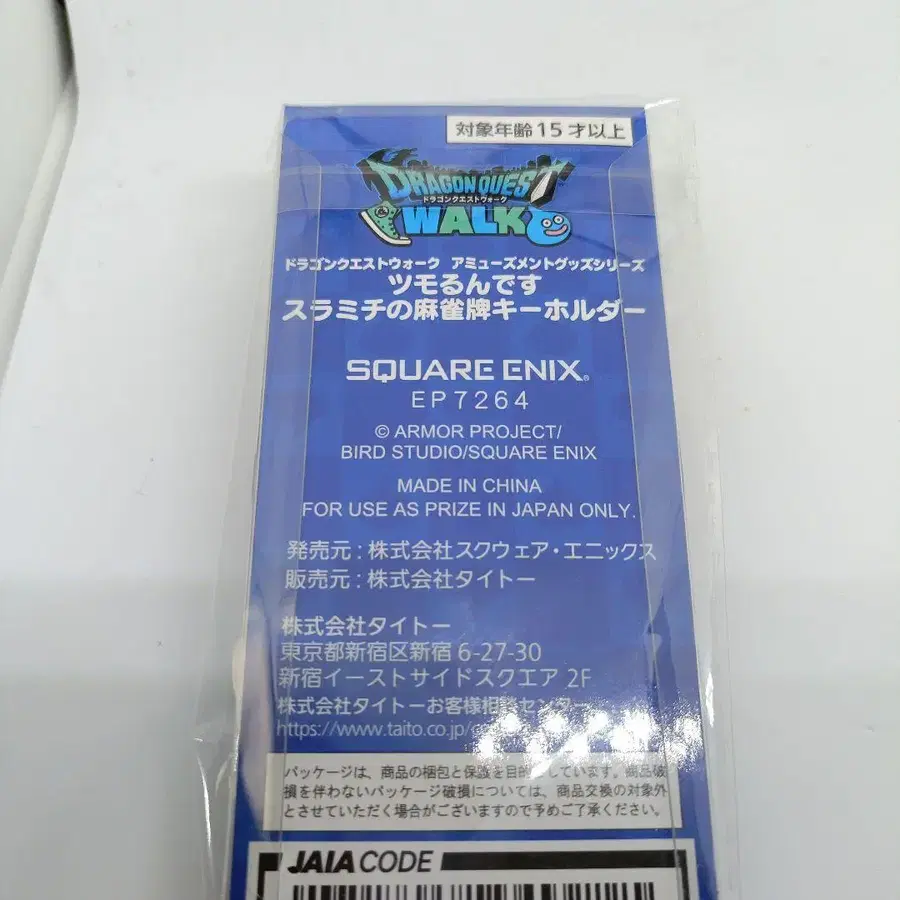 対象年齢15才以上
DRAGON QUEST
ドラゴンクエストウォーク
WALK
ドラゴンクエストウォーク アミューズメントグッズシリーズ
ツモるんです
スラミチの麻雀牌キーホルダー
SQUARE ENIX®
EP7264
© ARMOR PROJECT/
BIRD STUDIO/SQUARE ENIX
MADE IN CHINA
FOR USE AS PRIZE IN JAPAN ONLY.
発売元:株式会社スクウェア・エニックス
販売元:株式会社タイトー
株式会社タイトー
東京都新宿区新宿 6-27-30
新宿イーストサイドスクエア 2F
株式会社タイトーお客様相談センター
https://www.taito.co.jp/
パッケージは、商品の梱包と保護を目的としています。商品破
損を伴わないパッケージ破損については、商品交換の対象外
とさせていただく場合がございますので予めご了承ください。
JAIA CODE